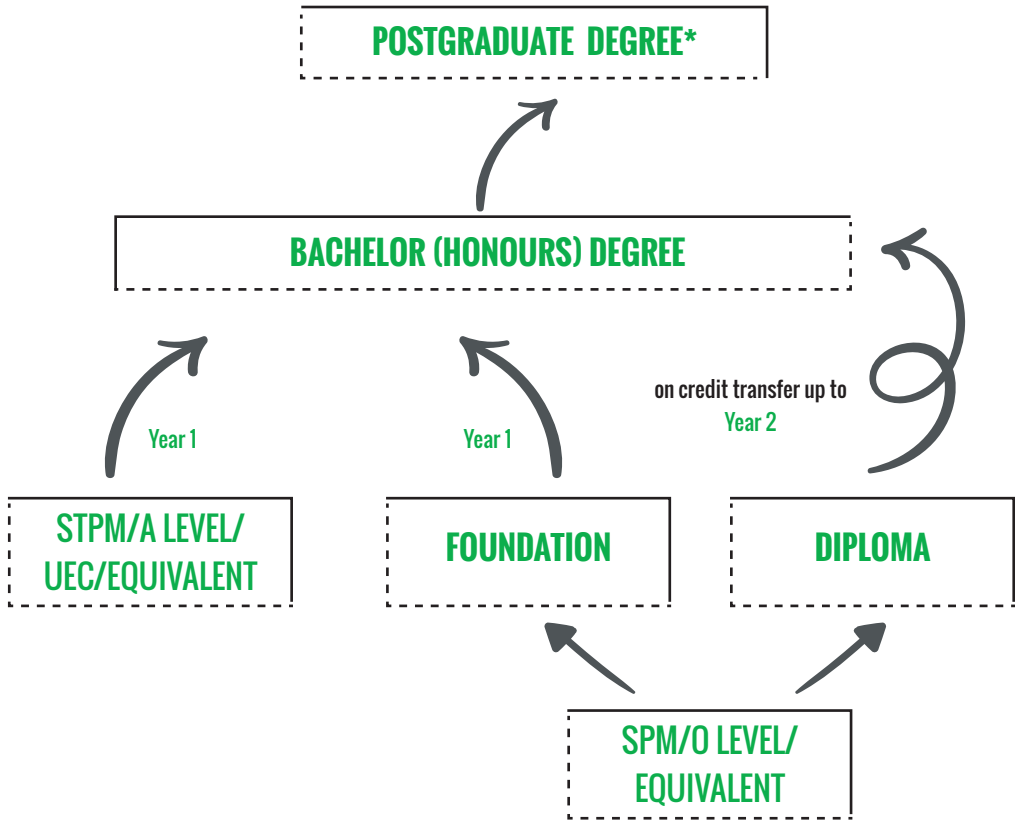 POSTGRADUATE DEGREE*
BACHELOR (HONOURS) DEGREE
on credit transfer up to
Year 2
Year 1
Year 1
STPM/A LEVEL/
UEC/EQUIVALENT
FOUNDATION
DIPLOMA
SPM/O LEVEL/
EQUIVALENT